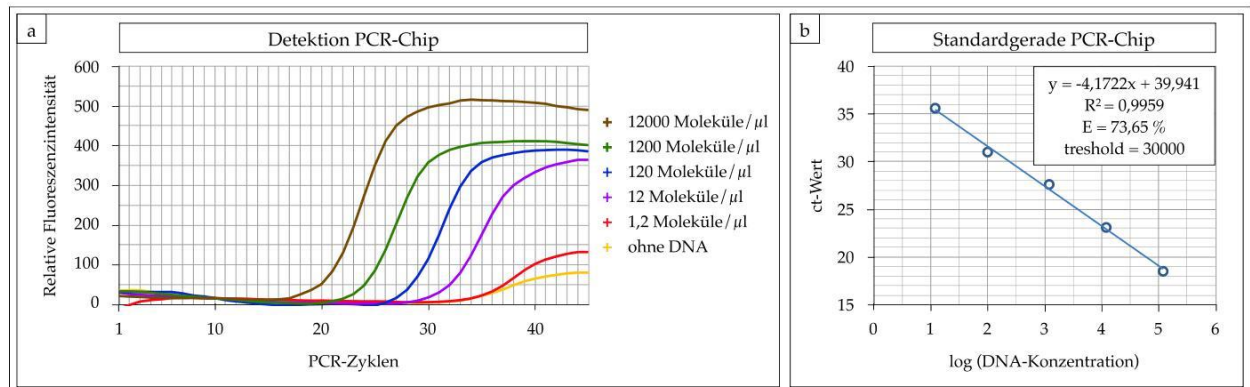 a
Detektion PCR-Chip
Relative Fluoreszenzintensität
600
500
400
300
200
100
0
1
10
20
30
40
PCR-Zyklen
12000 Moleküle/µl
1200 Moleküle/µl
120 Moleküle/µl
12 Moleküle/µl
1,2 Moleküle/µl
ohne DNA
b
Standardgerade PCR-Chip
ct-Wert
40
35
30
25
20
15
y = -4,1722x + 39,941
R² = 0,9959
E = 73,65 %
treshold = 30000
0
1
2
3
4
5
6
log (DNA-Konzentration)